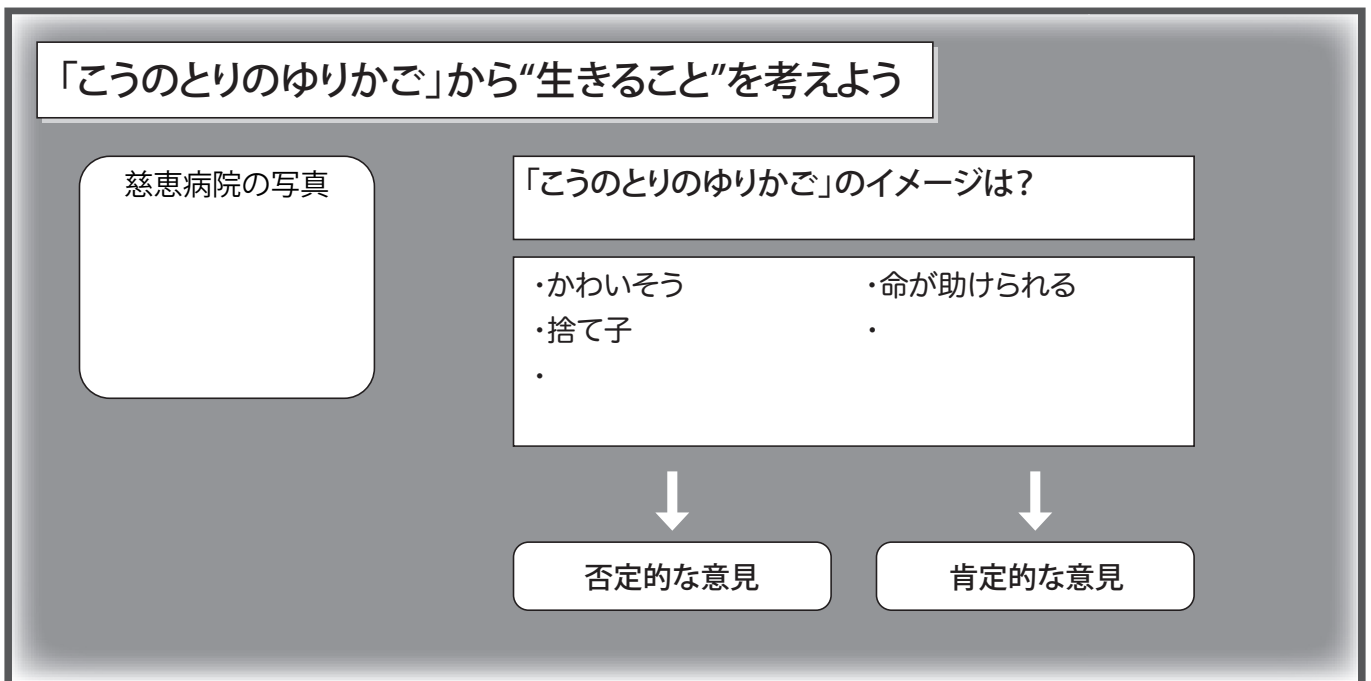 「こうのとりのゆりかご」から“生きること”を考えよう
慈恵病院の写真
「こうのとりのゆりかご」のイメージは？
・かわいそう
・捨て子
・
・命が助けられる
・
否定的な意見
肯定的な意見